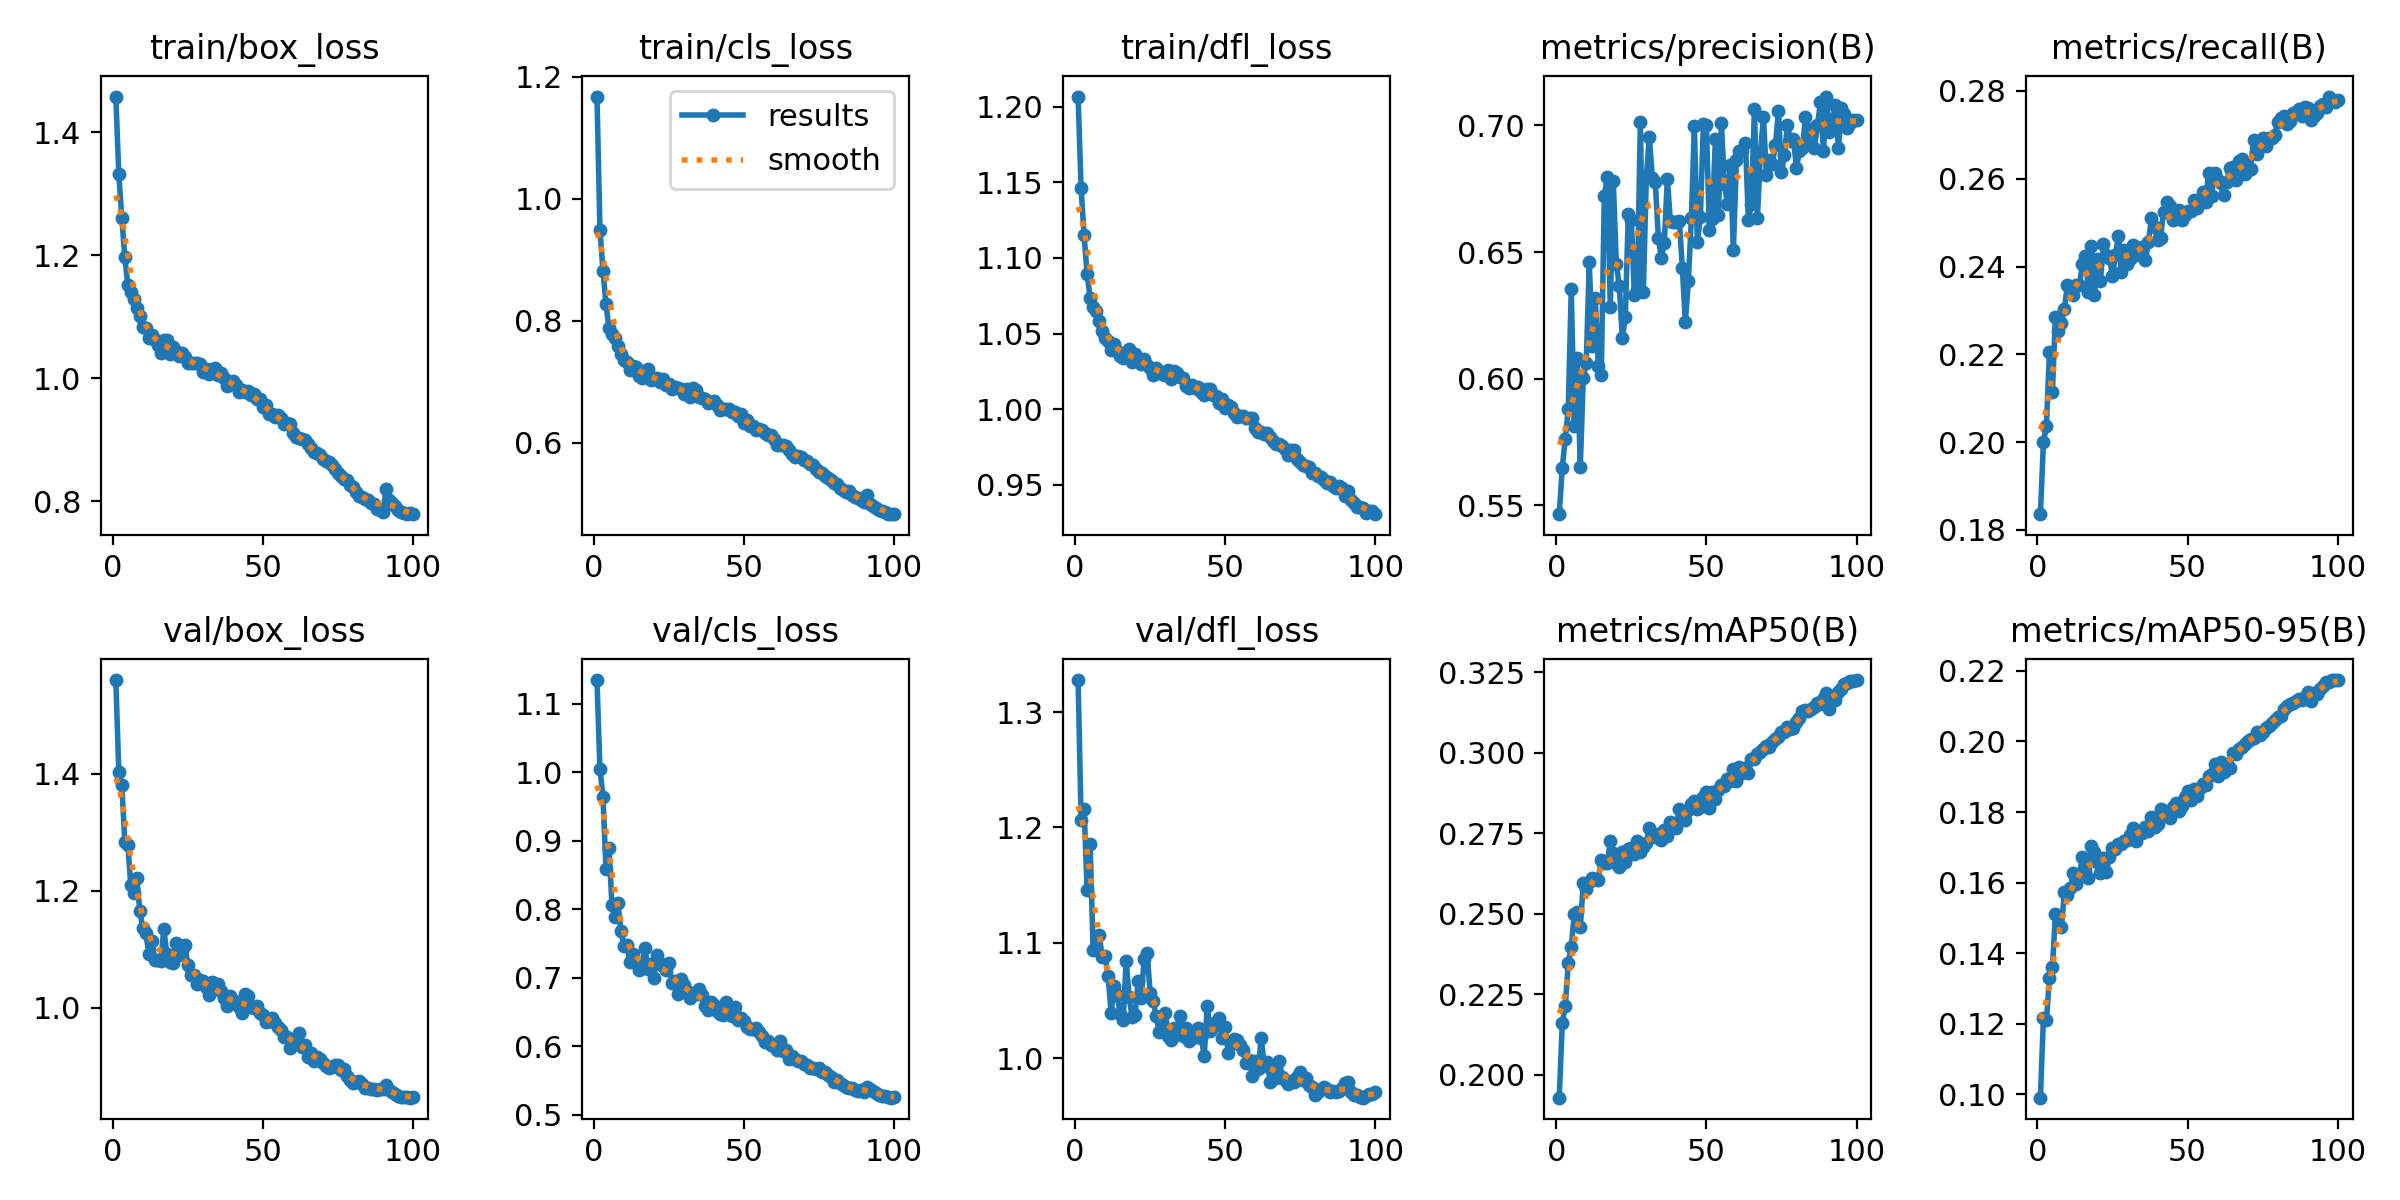 train/box_loss
1.4
1.2
1.0
0.8
0 50 100
train/cls_loss
results
smooth
1.2
1.0
0.8
0.6
0 50 100
train/dfl_loss
1.20
1.15
1.10
1.05
1.00
0.95
0 50 100
metrics/precision(B)
0.70
0.65
0.60
0.55
0 50 100
metrics/recall(B)
0.28
0.26
0.24
0.22
0.20
0.18
0 50 100
val/box_loss
1.4
1.2
1.0
0 50 100
val/cls_loss
1.1
1.0
0.9
0.8
0.7
0.6
0.5
0 50 100
val/dfl_loss
1.3
1.2
1.1
1.0
0 50 100
metrics/mAP50(B)
0.325
0.300
0.275
0.250
0.225
0.200
0 50 100
metrics/mAP50-95(B)
0.22
0.20
0.18
0.16
0.14
0.12
0.10
0 50 100